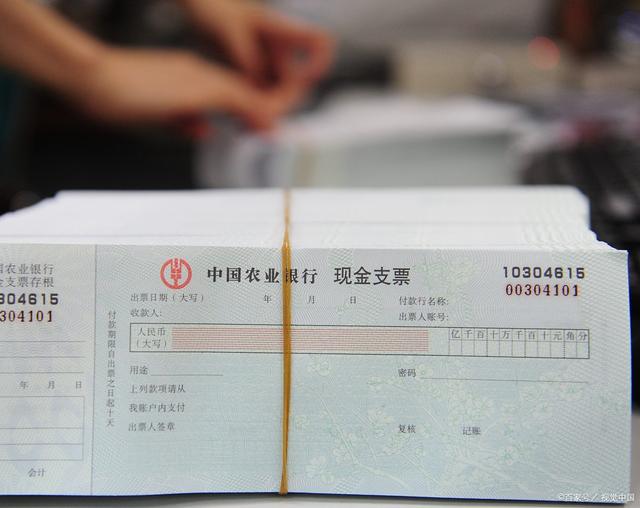 农业银行
支票存根
304615
304101
年 月 日
会计
付款期限自出票之日起十天
中国农业银行 现金支票
10304615
00304101
出票日期（大写） 年 月 日 付款行名称:
收款人: 出票人账号:
人民币
（大写）
亿千百十万千百十元角分
用途 密码
上列款项请从
我账户内支付
出票人签章 复核 记账
©百家号／视觉中国